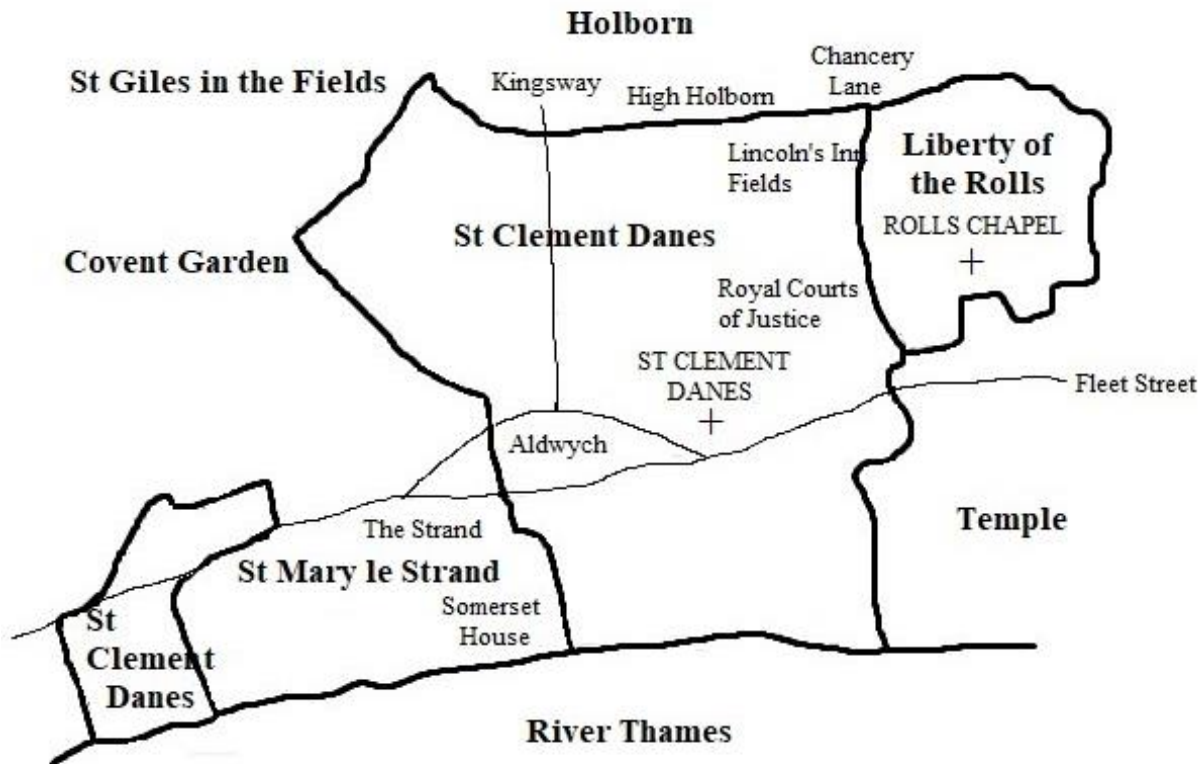 Holborn
St Giles in the Fields
Kingsway
High Holborn
Chancery
Lane
Lincoln's Inn
Fields
Liberty of
the Rolls
ROLLS CHAPEL
St Clement Danes
Covent Garden
Royal Courts
of Justice
ST CLEMENT
DANES
Fleet Street
Aldwych
The Strand
Temple
St Mary le Strand
Somerset
House
St
Clement
Danes
River Thames